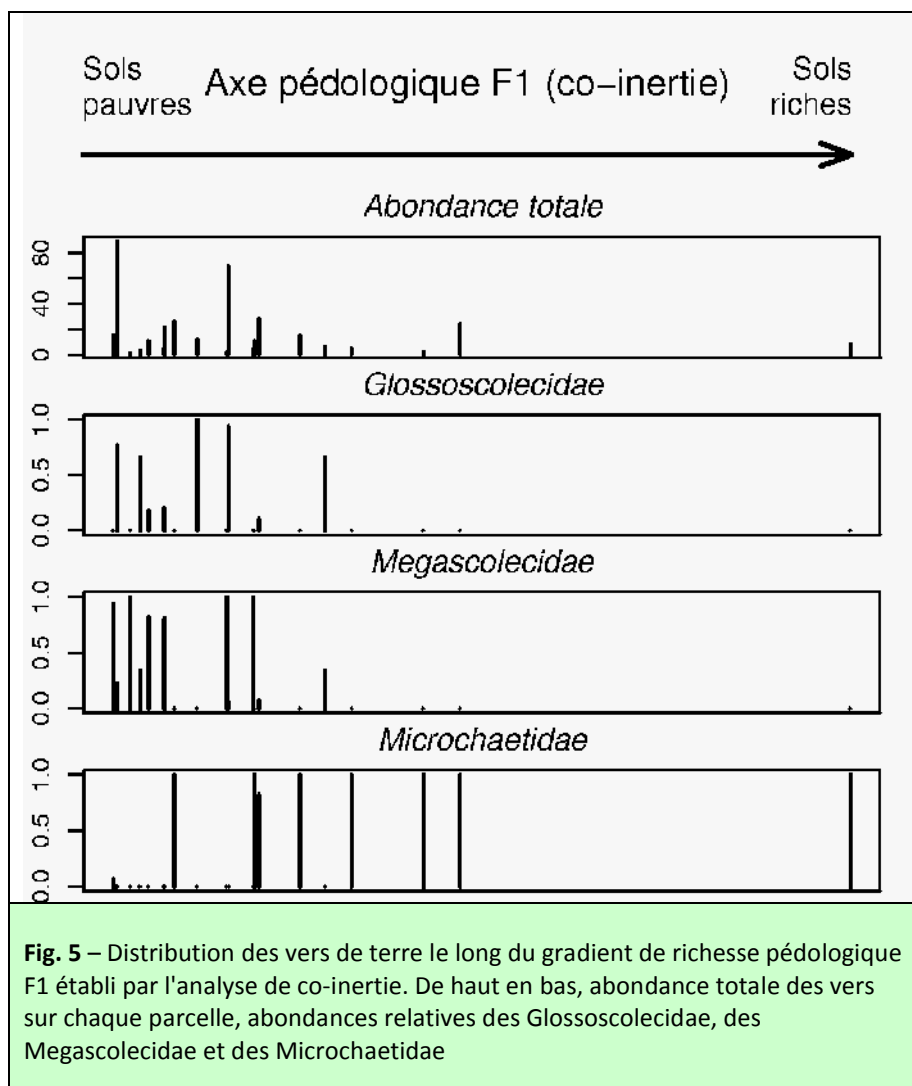 Sols
pauvres
Axe pédologique F1 (co-inertie)
Sols
riches
Abondance totale
80
40
0
Glossoscolecidae
1.0
0.5
0.0
Megascolecidae
1.0
0.5
0.0
Microchaetidae
1.0
0.5
0.0
Fig. 5 – Distribution des vers de terre le long du gradient de richesse pédologique
F1 établi par l'analyse de co-inertie. De haut en bas, abondance totale des vers
sur chaque parcelle, abondances relatives des Glossoscolecidae, des
Megascolecidae et des Microchaetidae